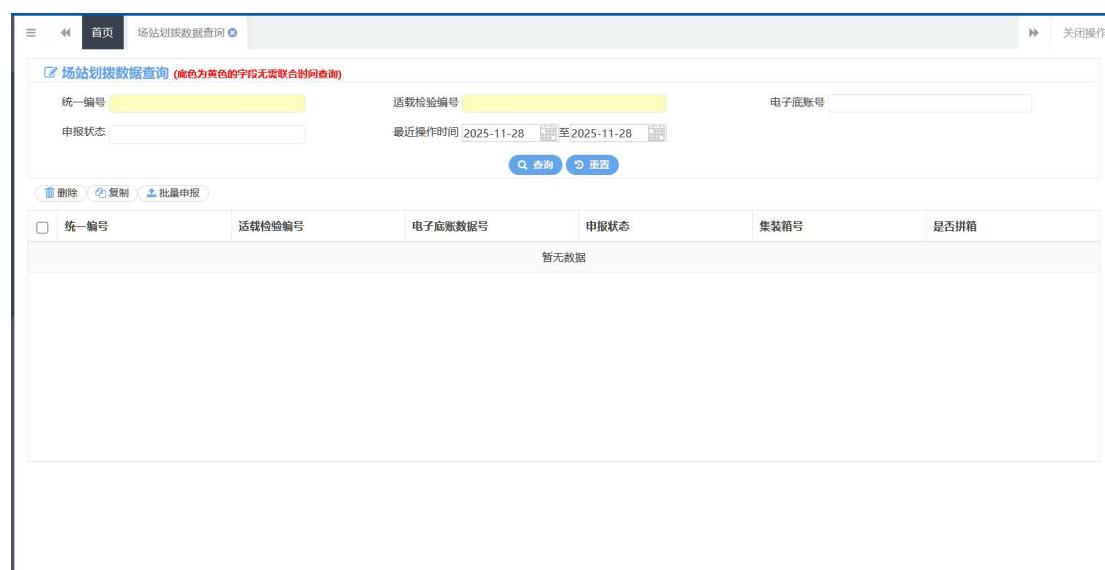 首页 场站划拨数据查询 关闭操作
场站划拨数据查询 (底色为黄色的字段无需联合时间查询)
统一编号 适载检验编号 电子底账号
申报状态 最近操作时间 2025-11-28 至 2025-11-28
查询 重置
删除 复制 批量申报
统一编号 适载检验编号 电子底账数据号 申报状态 集装箱号 是否拼箱
暂无数据